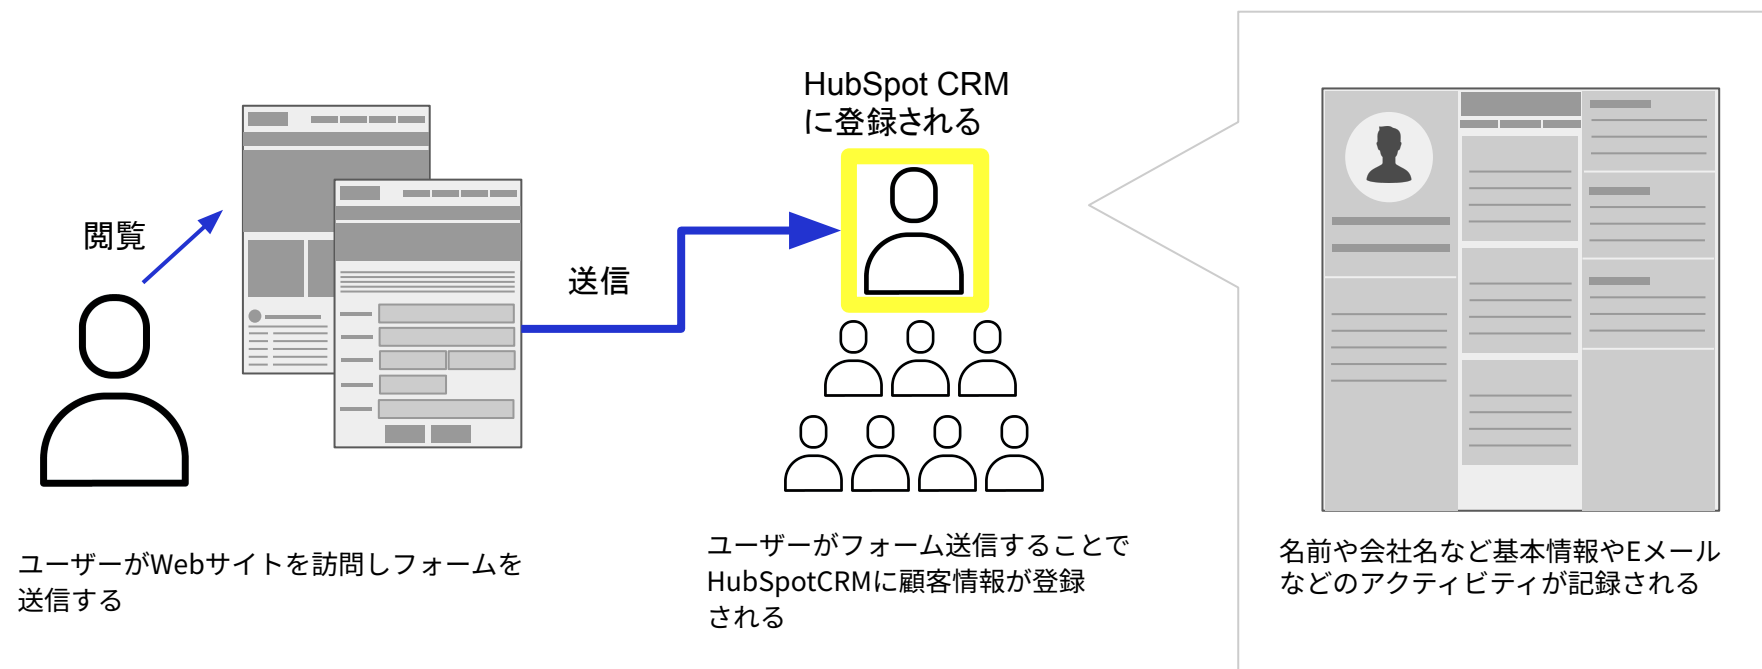 HubSpot CRM
に登録される
閲覧
送信
ユーザーがWebサイトを訪問しフォームを
送信する
ユーザーがフォーム送信することで
HubSpotCRMに顧客情報が登録
される
名前や会社名など基本情報やEメール
などのアクティビティが記録される